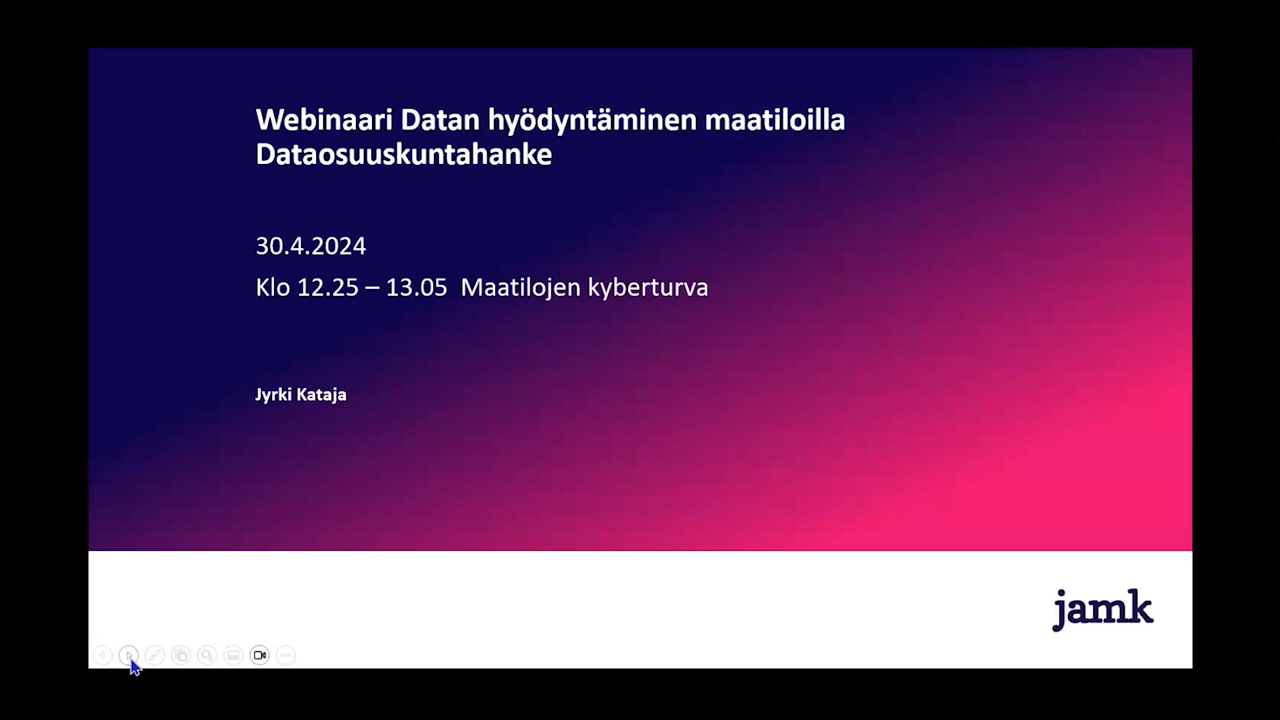 Webinaari Datan hyödyntäminen maatiloilla
Dataosuuskuntahanke
30.4.2024
Klo 12.25 – 13.05 Maatilojen kyberturva
Jyrki Kataja
jamk